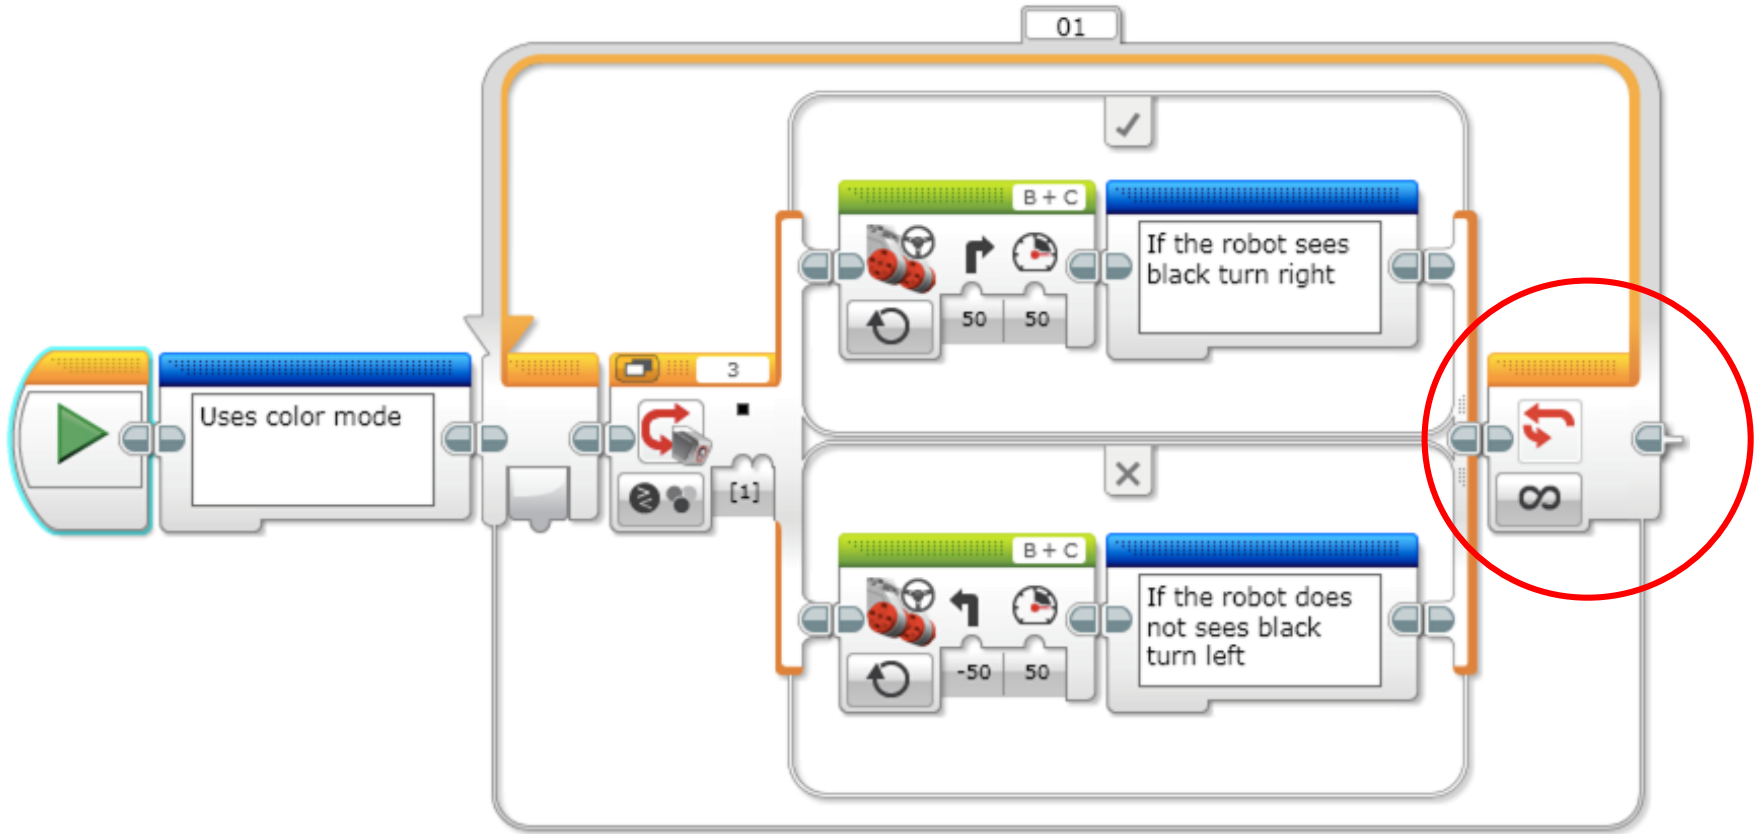 01
B + C
If the robot sees
black turn right
50
50
3
Uses color mode
[1]
∞
B + C
If the robot does
not sees black
turn left
-50
50